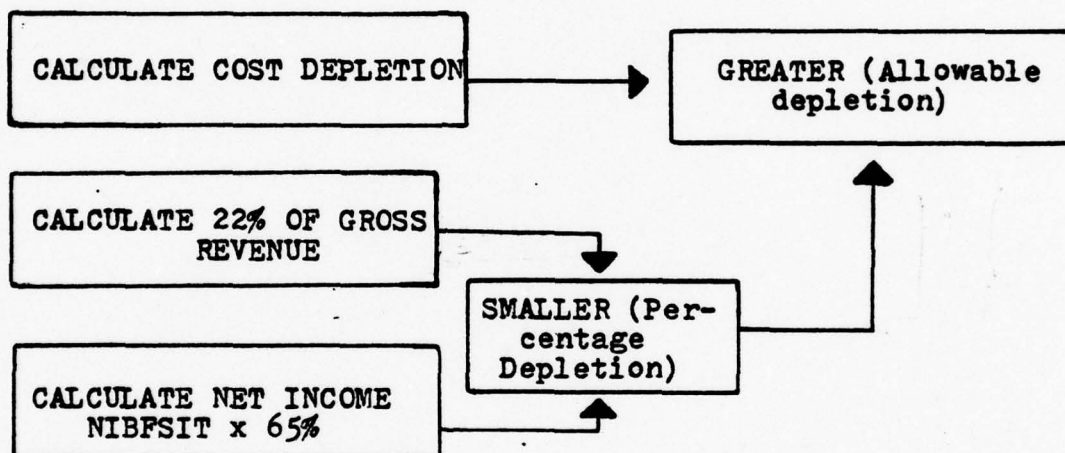 CALCULATE COST DEPLETION
GREATER (Allowable
depletion)
CALCULATE 22% OF GROSS
REVENUE
SMALLER (Per-
centage
Depletion)
CALCULATE NET INCOME
NIBFSIT x 65%